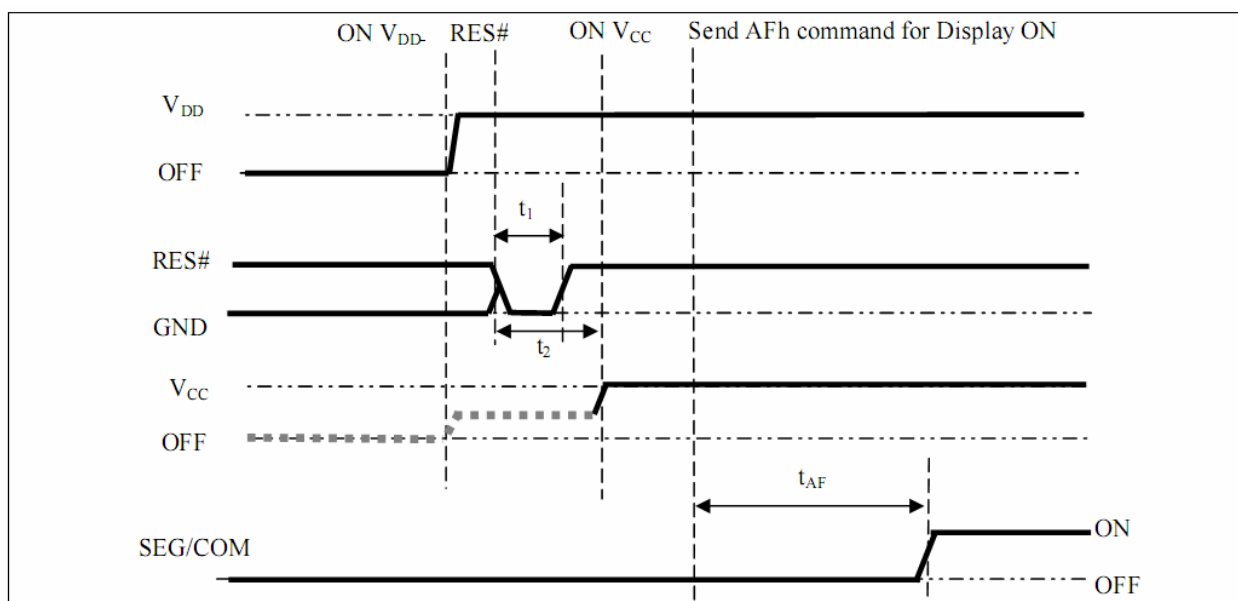 ON VDD- RES# ON VCC Send AFh command for Display ON
VDD
OFF
t1
RES#
GND
t2
VCC
OFF
tAF
ON
SEG/COM
OFF